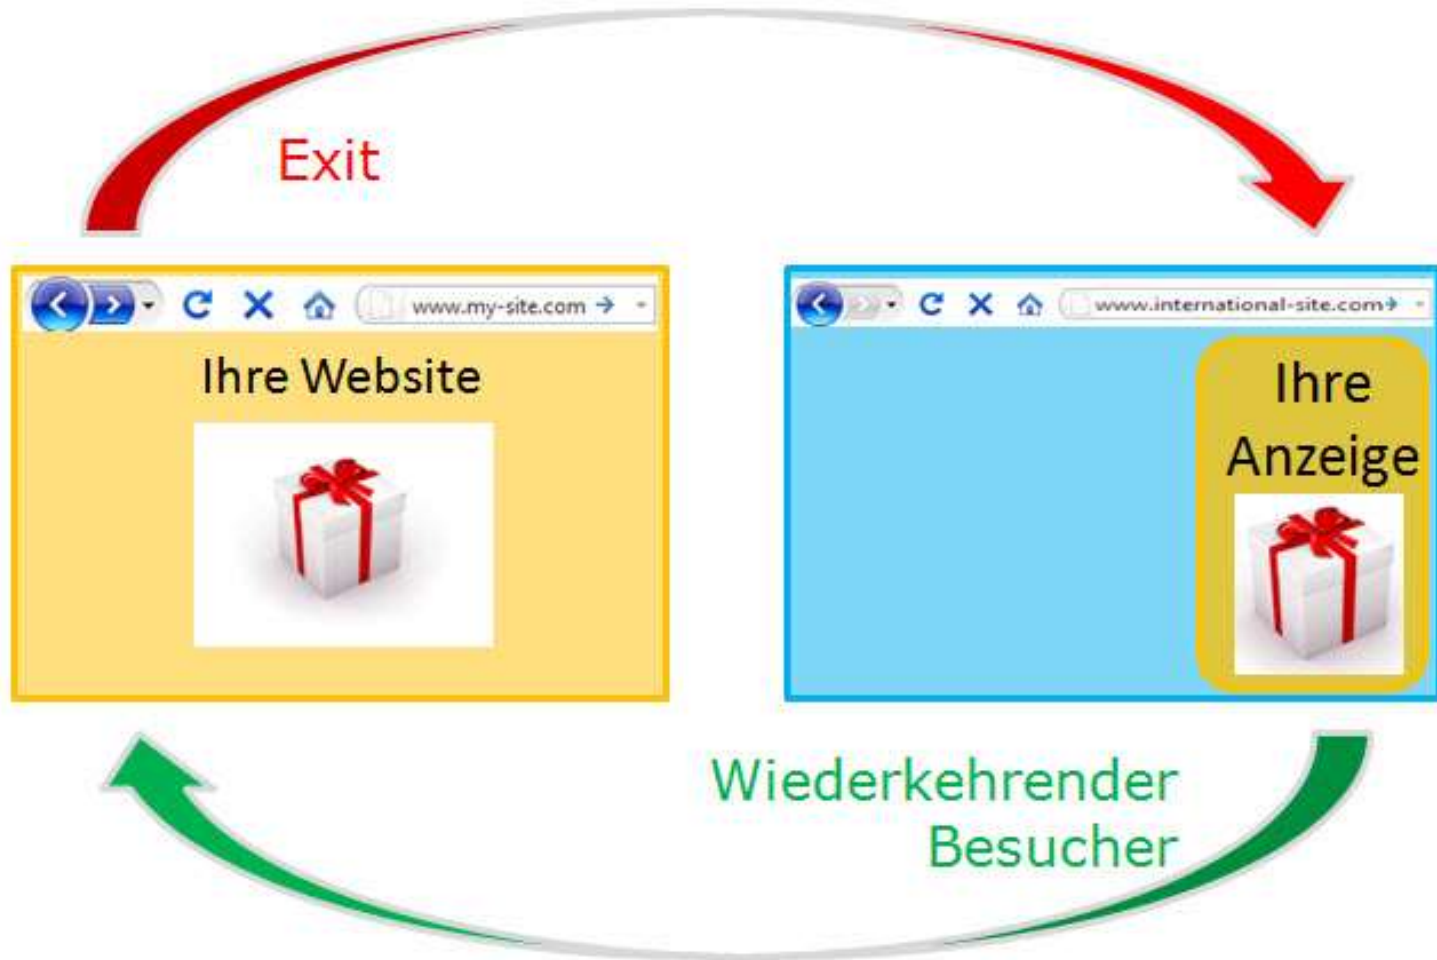 Exit
www.my-site.com
www.international-site.com
Ihre Website
Ihre
Anzeige
Wiederkehrender
Besucher